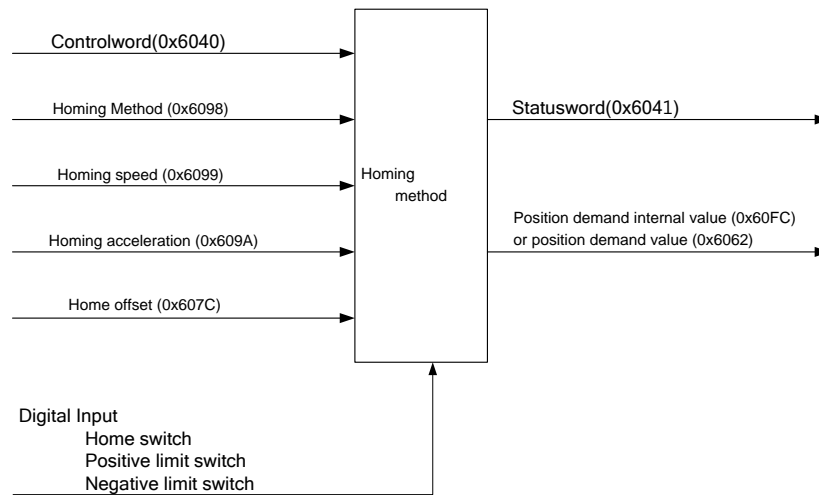 Controlword(0x6040)
Homing Method (0x6098)
Homing speed (0x6099)
Homing acceleration (0x609A)
Home offset (0x607C)
Homing
method
Statusword(0x6041)
Position demand internal value (0x60FC)
or position demand value (0x6062)
Digital Input
Home switch
Positive limit switch
Negative limit switch